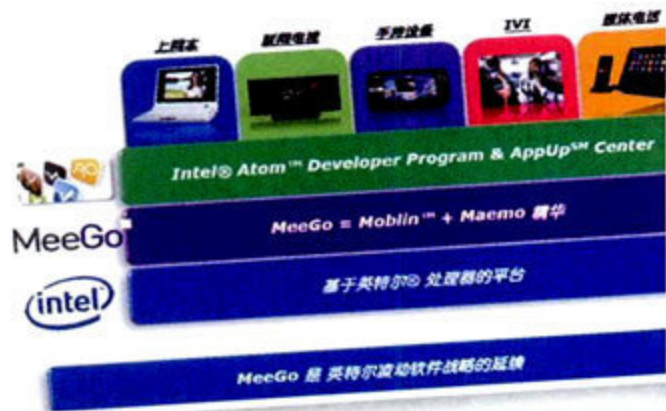 上网本
联网电视
手持设备
IVI
媒体电话
Intel® Atom™ Developer Program & AppUp℠ Center
MeeGo
MeeGo = Moblin™ + Maemo 精华
intel
基于英特尔® 处理器的平台
MeeGo 是 英特尔凌动软件战略的延续